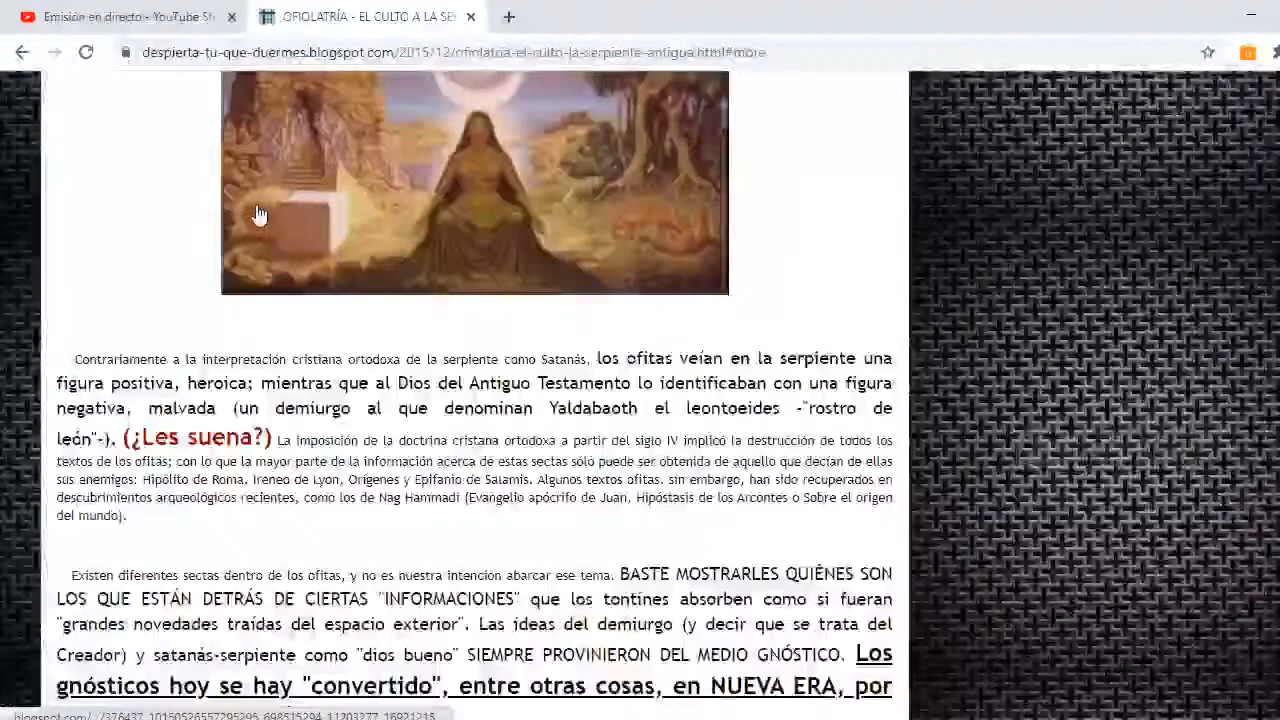 Emisión en directo - YouTube St
OFIOLATRÍA - EL CULTO A LA SE
despierta-tu-que-duermes.blogspot.com/2015/12/ofiolatria-el-culto-la-serpiente-antigua.html#more
Contrariamente a la interpretación cristiana ortodoxa de la serpiente como Satanás, los ofitas veían en la serpiente una
figura positiva, heroica; mientras que al Dios del Antiguo Testamento lo identificaban con una figura
negativa, malvada (un demiurgo al que denominan Yaldabaoth el leontoeides -"rostro de
león"-). (¿Les suena?) La imposición de la doctrina cristana ortodoxa a partir del siglo IV implicó la destrucción de todos los
textos de los ofitas; con lo que la mayor parte de la información acerca de estas sectas sólo puede ser obtenida de aquello que decían de ellas
sus enemigos: Hipólito de Roma, Ireneo de Lyon, Orígenes y Epifanio de Salamis. Algunos textos ofitas, sin embargo, han sido recuperados en
descubrimientos arqueológicos recientes, como los de Nag Hammadi (Evangelio apócrifo de Juan, Hipóstasis de los Arcontes o Sobre el origen
del mundo).
Existen diferentes sectas dentro de los ofitas, y no es nuestra intención abarcar ese tema. BASTE MOSTRARLES QUIÉNES SON
LOS QUE ESTÁN DETRÁS DE CIERTAS "INFORMACIONES" que los tontines absorben como si fueran
"grandes novedades traídas del espacio exterior". Las ideas del demiurgo (y decir que se trata del
Creador) y satanás-serpiente como "dios bueno" SIEMPRE PROVINIERON DEL MEDIO GNÓSTICO. Los
gnósticos hoy se hay "convertido", entre otras cosas, en NUEVA ERA, por